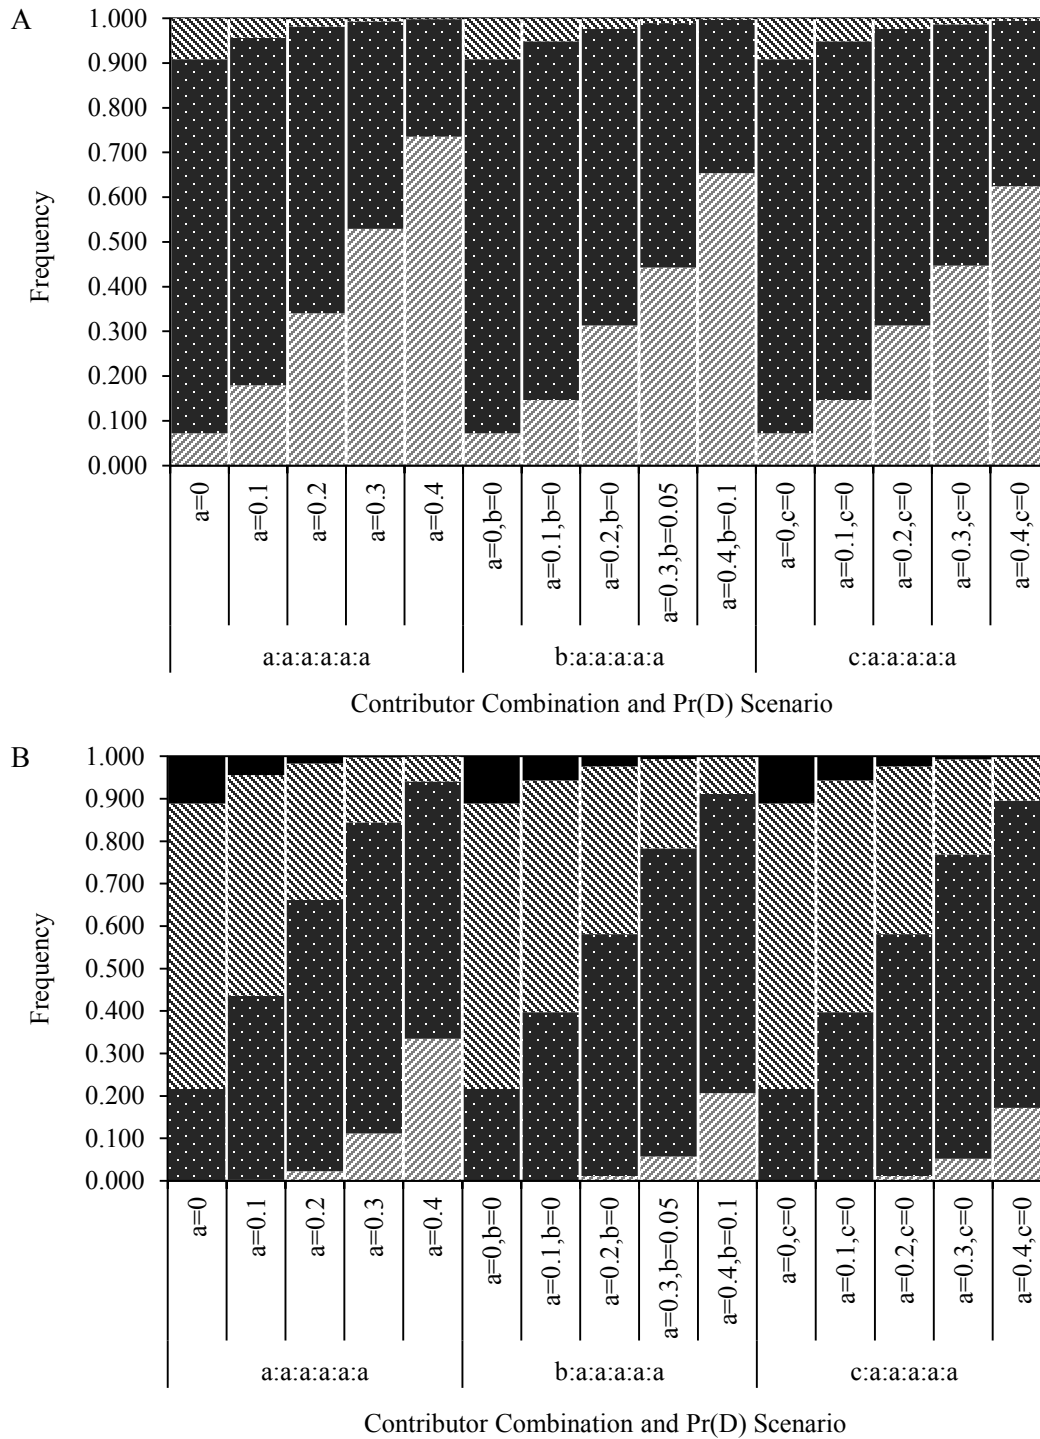 A
1.000
0.900
0.800
0.700
0.600
0.500
0.400
0.300
0.200
0.100
0.000
Frequency
a=0
a=0.1
a=0.2
a=0.3
a=0.4
a=0,b=0
a=0.1,b=0
a=0.2,b=0
a=0.3,b=0.05
a=0.4,b=0.1
a=0,c=0
a=0.1,c=0
a=0.2,c=0
a=0.3,c=0
a=0.4,c=0
a:a:a:a:a:a
b:a:a:a:a:a
c:a:a:a:a:a
Contributor Combination and Pr(D) Scenario
B
1.000
0.900
0.800
0.700
0.600
0.500
0.400
0.300
0.200
0.100
0.000
Frequency
a=0
a=0.1
a=0.2
a=0.3
a=0.4
a=0,b=0
a=0.1,b=0
a=0.2,b=0
a=0.3,b=0.05
a=0.4,b=0.1
a=0,c=0
a=0.1,c=0
a=0.2,c=0
a=0.3,c=0
a=0.4,c=0
a:a:a:a:a:a
b:a:a:a:a:a
c:a:a:a:a:a
Contributor Combination and Pr(D) Scenario